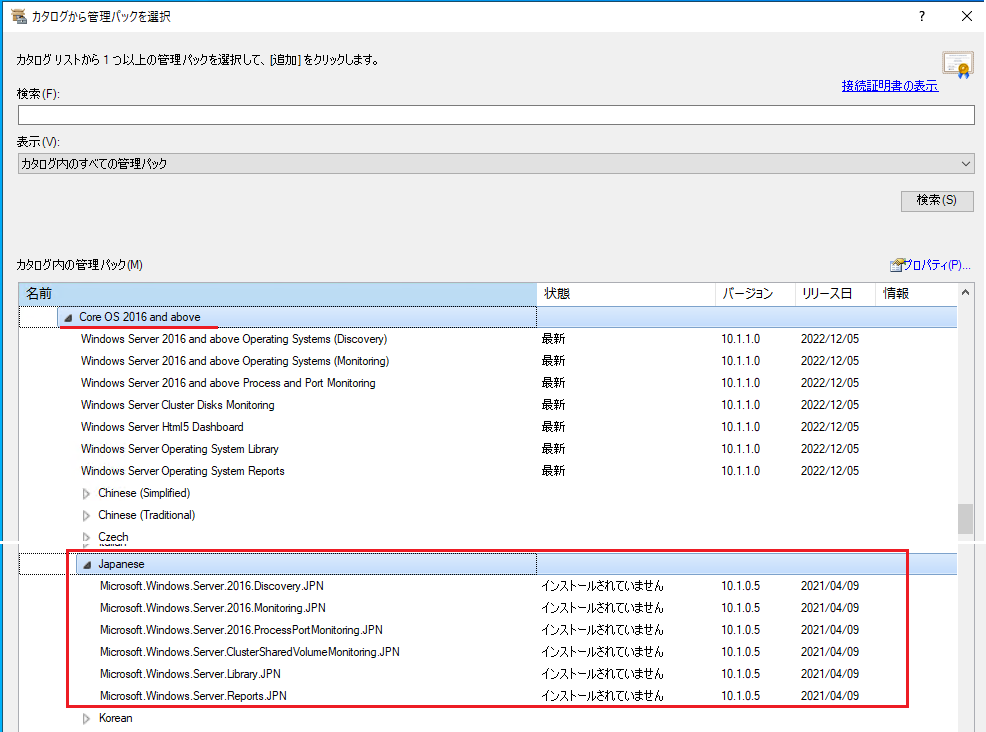 カタログから管理パックを選択
?
カタログ リストから 1 つ以上の管理パックを選択して、[追加] をクリックします。
接続証明書の表示
検索(F):
表示(V):
カタログ内のすべての管理パック
検索(S)
カタログ内の管理パック(M)
プロパティ(P)...
名前 状態 バージョン リリース日 情報
Core OS 2016 and above
Windows Server 2016 and above Operating Systems (Discovery) 最新 10.1.1.0 2022/12/05
Windows Server 2016 and above Operating Systems (Monitoring) 最新 10.1.1.0 2022/12/05
Windows Server 2016 and above Process and Port Monitoring 最新 10.1.1.0 2022/12/05
Windows Server Cluster Disks Monitoring 最新 10.1.1.0 2022/12/05
Windows Server Html5 Dashboard 最新 10.1.1.0 2022/12/05
Windows Server Operating System Library 最新 10.1.1.0 2022/12/05
Windows Server Operating System Reports 最新 10.1.1.0 2022/12/05
Chinese (Simplified)
Chinese (Traditional)
Czech
Japanese
Microsoft.Windows.Server.2016.Discovery.JPN インストールされていません 10.1.0.5 2021/04/09
Microsoft.Windows.Server.2016.Monitoring.JPN インストールされていません 10.1.0.5 2021/04/09
Microsoft.Windows.Server.2016.ProcessPortMonitoring.JPN インストールされていません 10.1.0.5 2021/04/09
Microsoft.Windows.Server.ClusterSharedVolumeMonitoring.JPN インストールされていません 10.1.0.5 2021/04/09
Microsoft.Windows.Server.Library.JPN インストールされていません 10.1.0.5 2021/04/09
Microsoft.Windows.Server.Reports.JPN インストールされていません 10.1.0.5 2021/04/09
Korean